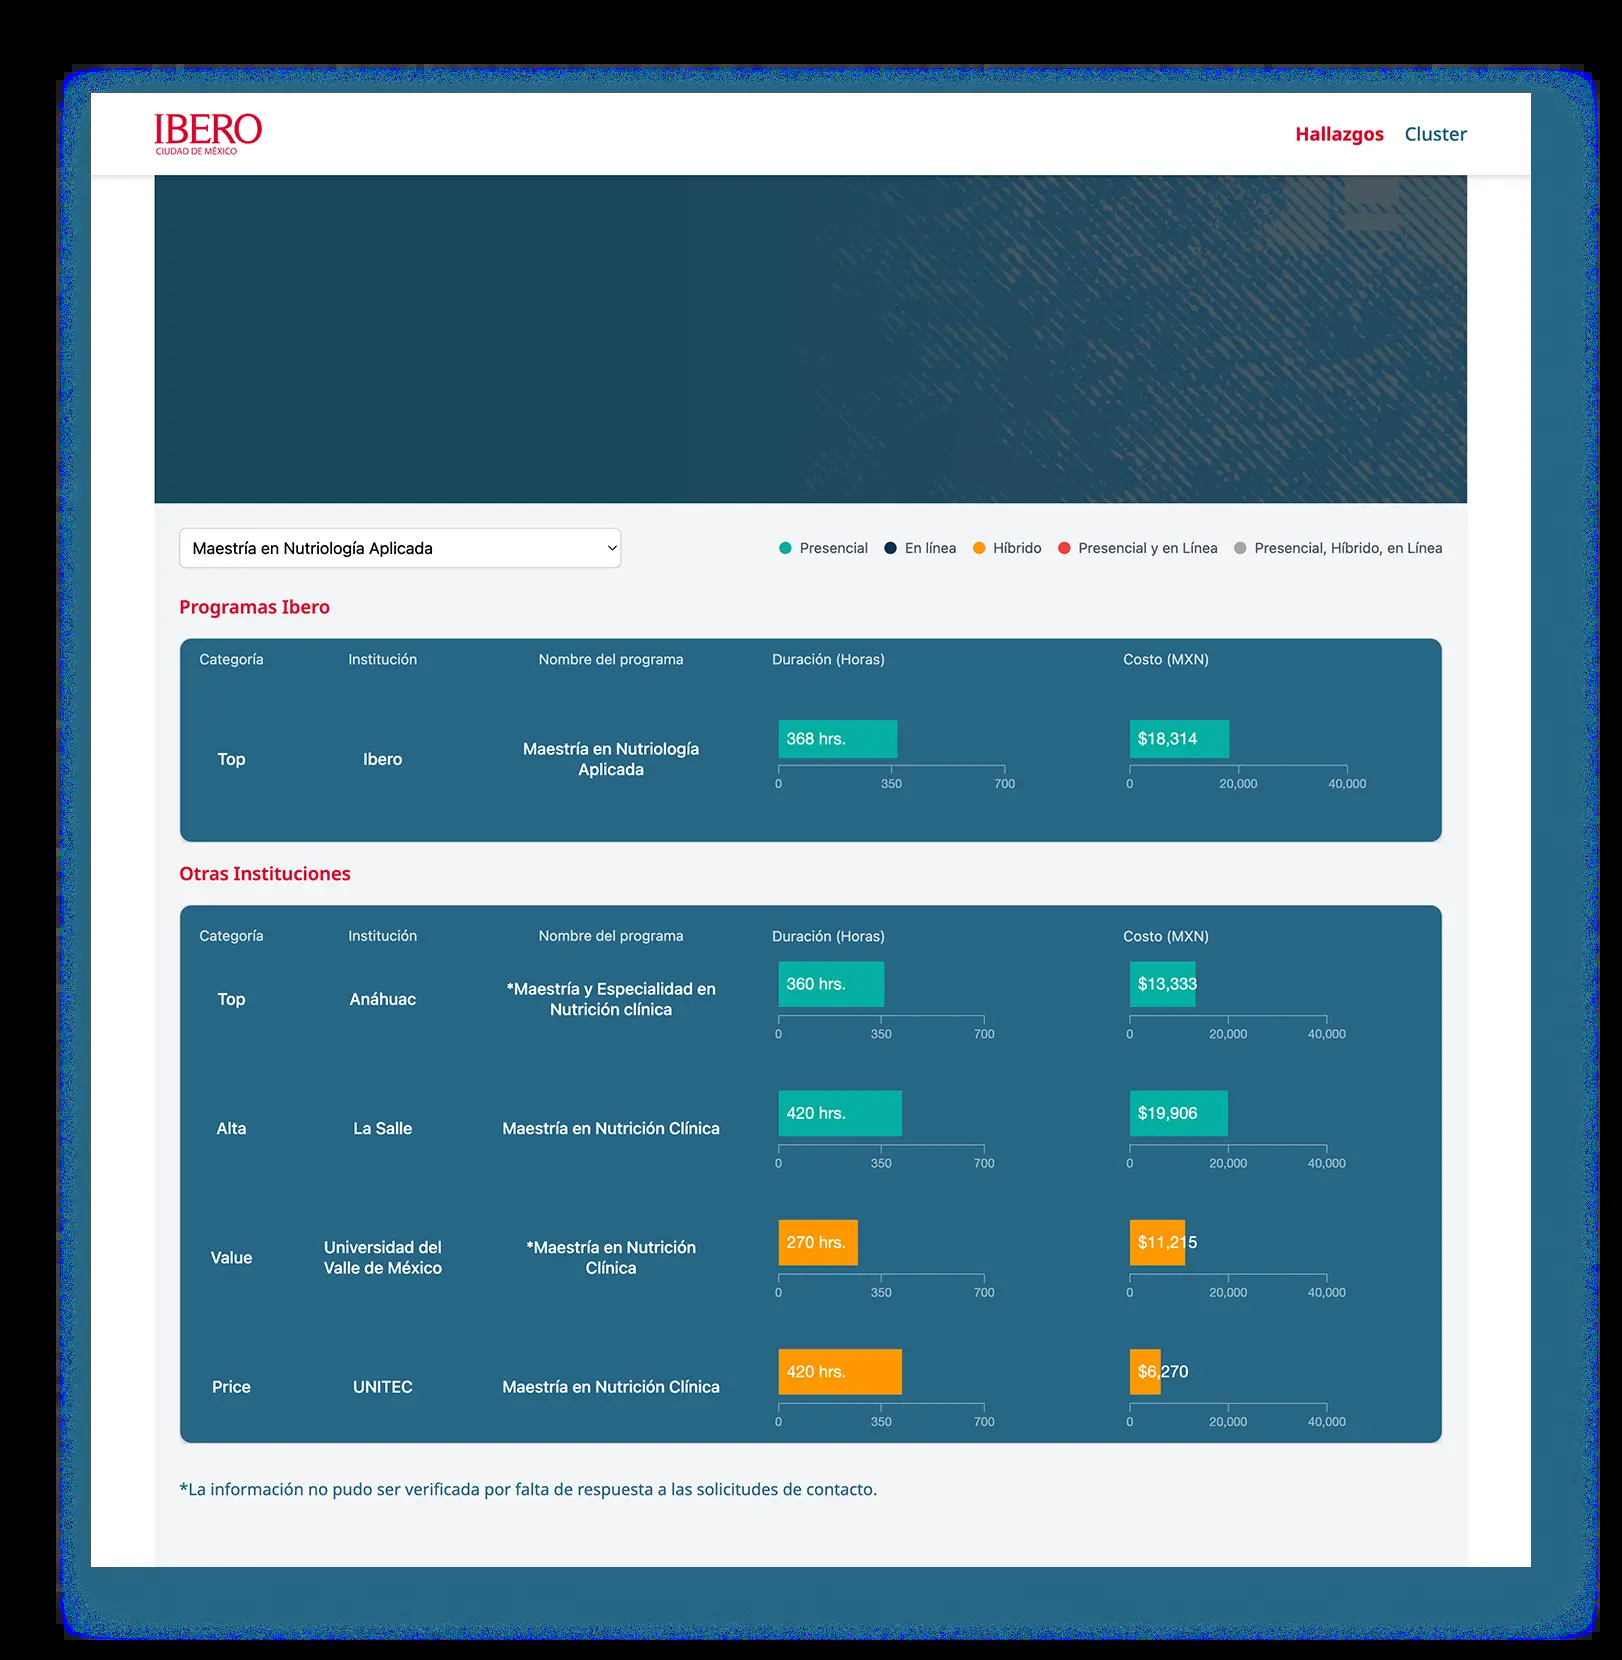 IBERO
CIUDAD DE MÉXICO
Hallazgos Cluster
Maestría en Nutriología Aplicada
Presencial En línea Híbrido Presencial y en Línea Presencial, Híbrido, en Línea
Programas Ibero
Categoría Institución Nombre del programa Duración (Horas) Costo (MXN)
Top Ibero Maestría en Nutriología
Aplicada
368 hrs. $18,314
0 350 700 0 20,000 40,000
Otras Instituciones
Categoría Institución Nombre del programa Duración (Horas) Costo (MXN)
Top Anáhuac *Maestría y Especialidad en
Nutrición clínica
360 hrs. $13,333
0 350 700 0 20,000 40,000
Alta La Salle Maestría en Nutrición Clínica
420 hrs. $19,906
0 350 700 0 20,000 40,000
Value Universidad del
Valle de México
*Maestría en Nutrición
Clínica
270 hrs. $11,215
0 350 700 0 20,000 40,000
Price UNITEC Maestría en Nutrición Clínica
420 hrs. $6,270
0 350 700 0 20,000 40,000
*La información no pudo ser verificada por falta de respuesta a las solicitudes de contacto.